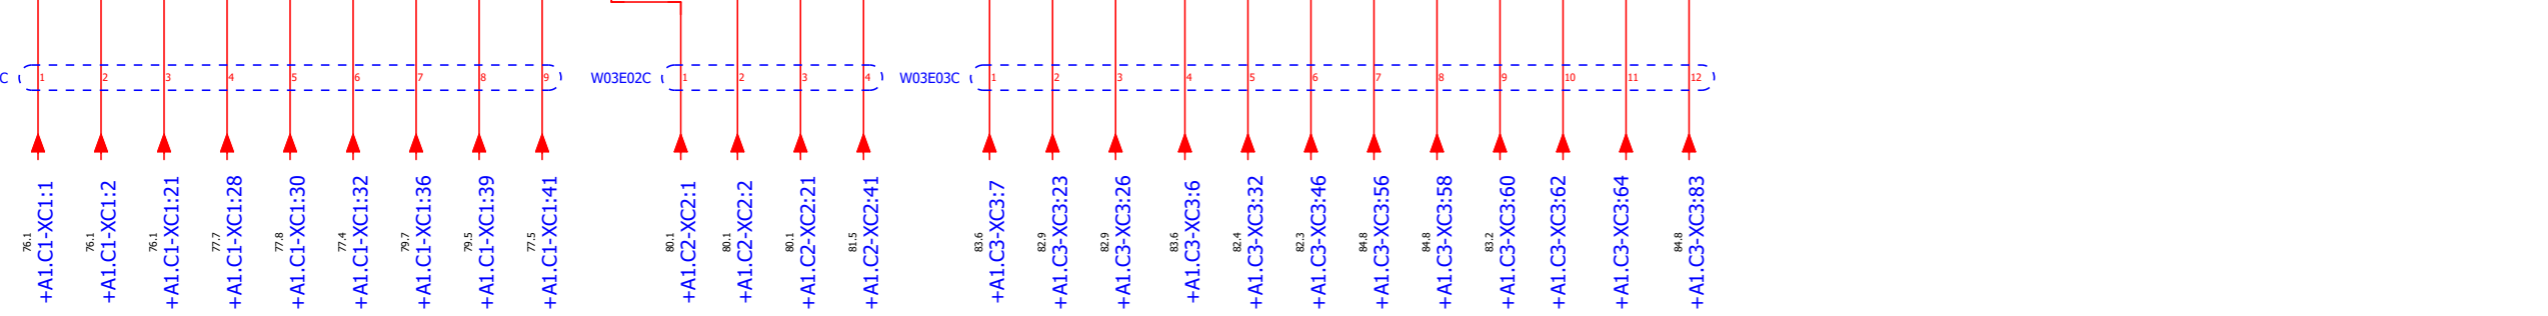 C 1 2 3 4 5 6 7 8 9 W03E02C 1 2 3 4 W03E03C 1 2 3 4 5 6 7 8 9 10 11 12
76.1 +A1.C1-XC1:1
76.1 +A1.C1-XC1:2
76.1 +A1.C1-XC1:21
77.7 +A1.C1-XC1:28
77.8 +A1.C1-XC1:30
77.4 +A1.C1-XC1:32
79.7 +A1.C1-XC1:36
79.5 +A1.C1-XC1:39
77.5 +A1.C1-XC1:41
80.1 +A1.C2-XC2:1
80.1 +A1.C2-XC2:2
80.1 +A1.C2-XC2:21
81.5 +A1.C2-XC2:41
83.6 +A1.C3-XC3:7
82.9 +A1.C3-XC3:23
82.9 +A1.C3-XC3:26
83.6 +A1.C3-XC3:6
82.4 +A1.C3-XC3:32
82.3 +A1.C3-XC3:46
84.8 +A1.C3-XC3:56
84.8 +A1.C3-XC3:58
83.2 +A1.C3-XC3:60
+A1.C3-XC3:62
+A1.C3-XC3:64
84.8 +A1.C3-XC3:83